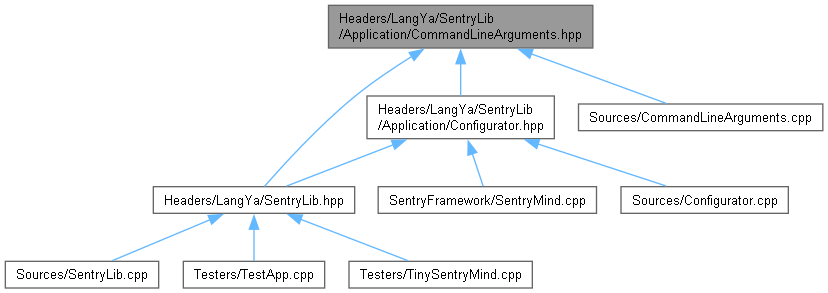 Headers/LangYa/SentryLib
/Application/CommandLineArguments.hpp
Headers/LangYa/SentryLib
/Application/Configurator.hpp
Sources/CommandLineArguments.cpp
Headers/LangYa/SentryLib.hpp
SentryFramework/SentryMind.cpp
Sources/Configurator.cpp
Sources/SentryLib.cpp
Testers/TestApp.cpp
Testers/TinySentryMind.cpp